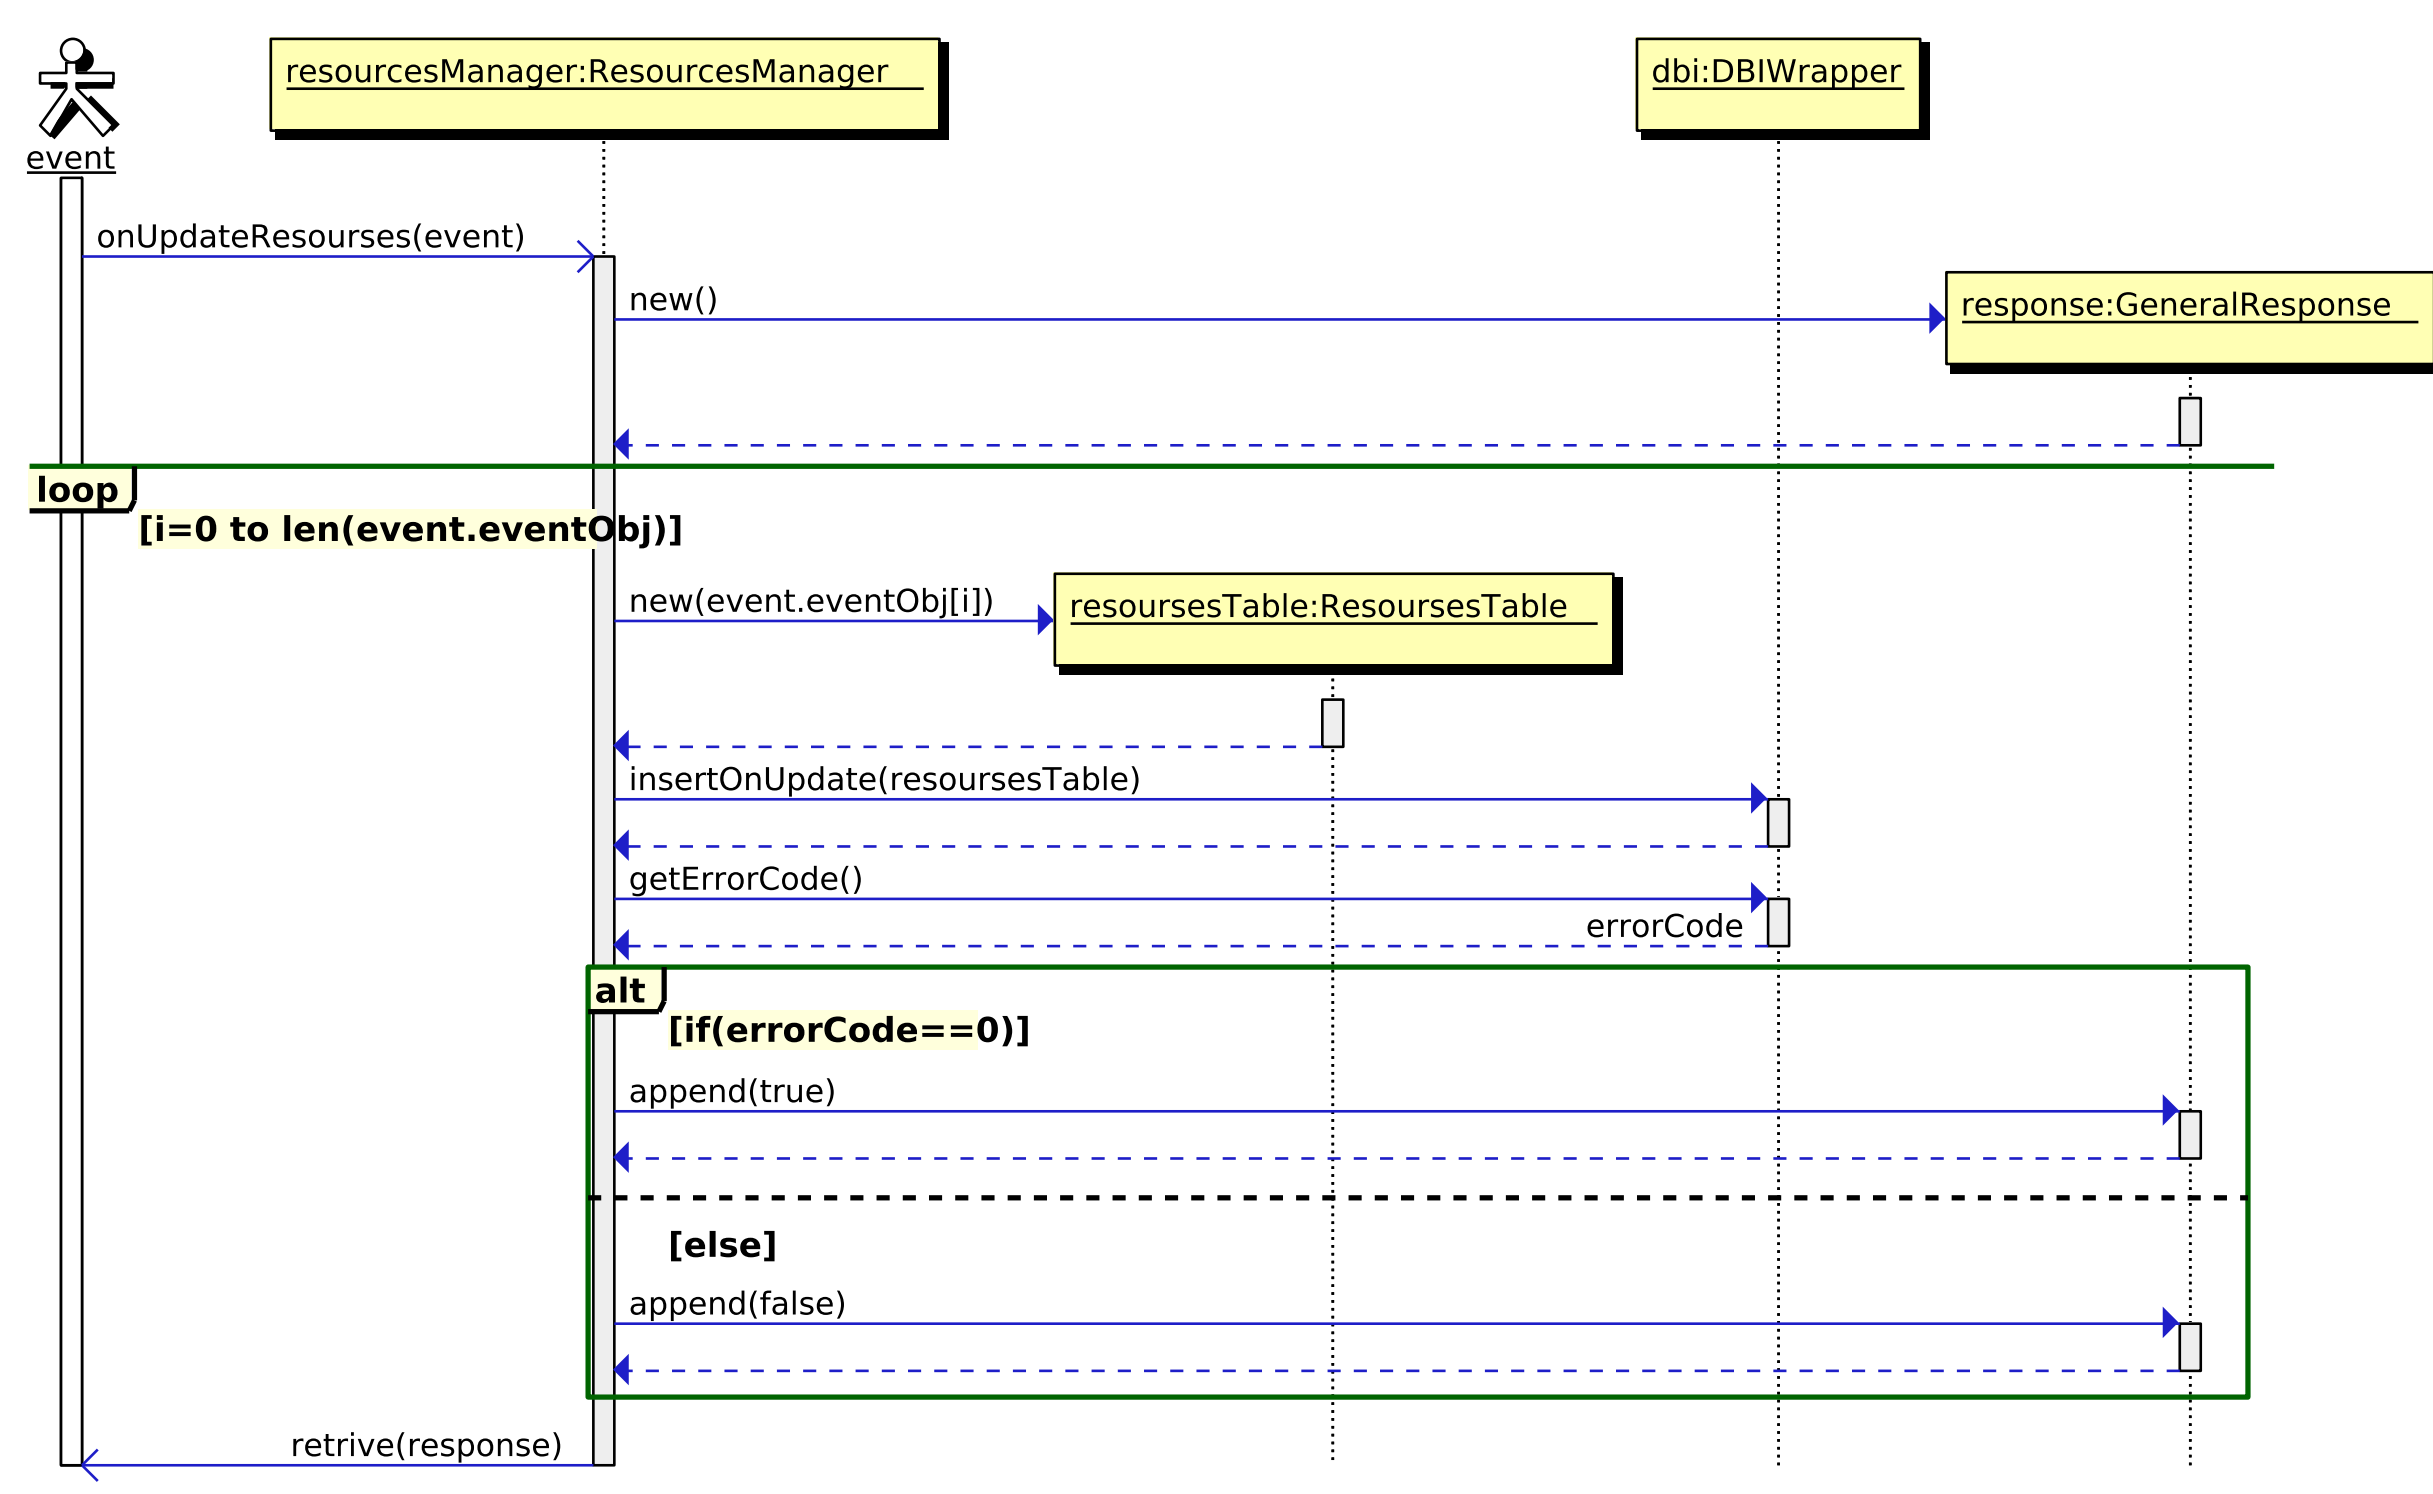 event
resourcesManager:ResourcesManager
dbi:DBIWrapper
onUpdateResourses(event)
new()
response:GeneralResponse
loop
[i=0 to len(event.eventObj)]
new(event.eventObj[i])
resoursesTable:ResoursesTable
insertOnUpdate(resoursesTable)
getErrorCode()
errorCode
alt
[if(errorCode==0)]
append(true)
[else]
append(false)
retrive(response)